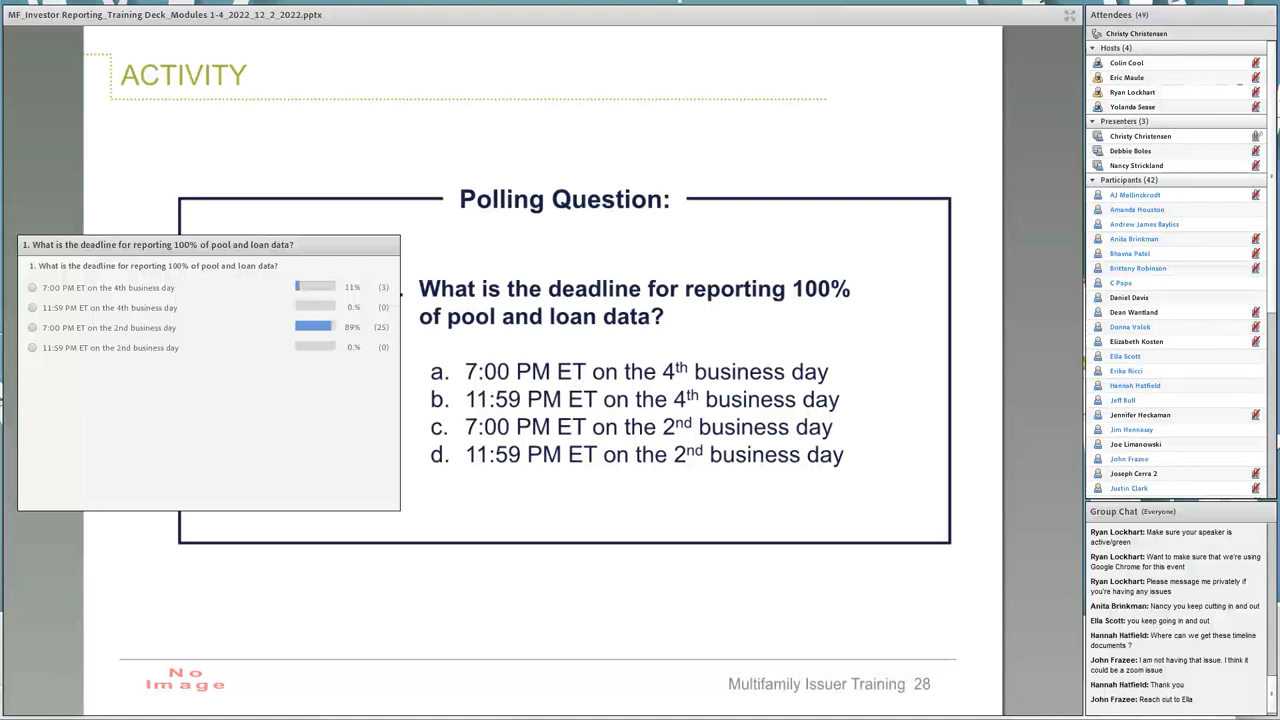 MF_Investor Reporting_Training Deck_Modules 1-4_2022_12_2_2022.pptx
ACTIVITY
Polling Question:
What is the deadline for reporting 100%
of pool and loan data?
a. 7:00 PM ET on the 4th business day
b. 11:59 PM ET on the 4th business day
c. 7:00 PM ET on the 2nd business day
d. 11:59 PM ET on the 2nd business day
1. What is the deadline for reporting 100% of pool and loan data?
1. What is the deadline for reporting 100% of pool and loan data?
7:00 PM ET on the 4th business day 11% (3)
11:59 PM ET on the 4th business day 0.% (0)
7:00 PM ET on the 2nd business day 89% (25)
11:59 PM ET on the 2nd business day 0.% (0)
No
Image
Multifamily Issuer Training 28
Attendees (49)
Christy Christensen
Hosts (4)
Colin Cool
Eric Maule
Ryan Lockhart
Yolanda Sease
Presenters (3)
Christy Christensen
Debbie Boles
Nancy Strickland
Participants (42)
AJ Mallinckrodt
Amanda Houston
Andrew James Bayliss
Anita Brinkman
Bhavna Patel
Brittany Robinson
C Pope
Daniel Davis
Dean Wantland
Donna Valek
Elizabeth Kosten
Ella Scott
Erika Ricci
Hannah Hatfield
Jeff Bull
Jennifer Heckaman
Jim Hennessy
Joe Limanowski
John Frazee
Joseph Cerra 2
Justin Clark
Group Chat (Everyone)
Ryan Lockhart: Make sure your speaker is
active/green
Ryan Lockhart: Want to make sure that we're using
Google Chrome for this event
Ryan Lockhart: Please message me privately if
you're having any issues
Anita Brinkman: Nancy you keep cutting in and out
Ella Scott: you keep going in and out
Hannah Hatfield: Where can we get these timeline
documents ?
John Frazee: I am not having that issue. I think it
could be a zoom issue
Hannah Hatfield: Thank you
John Frazee: Reach out to Ella